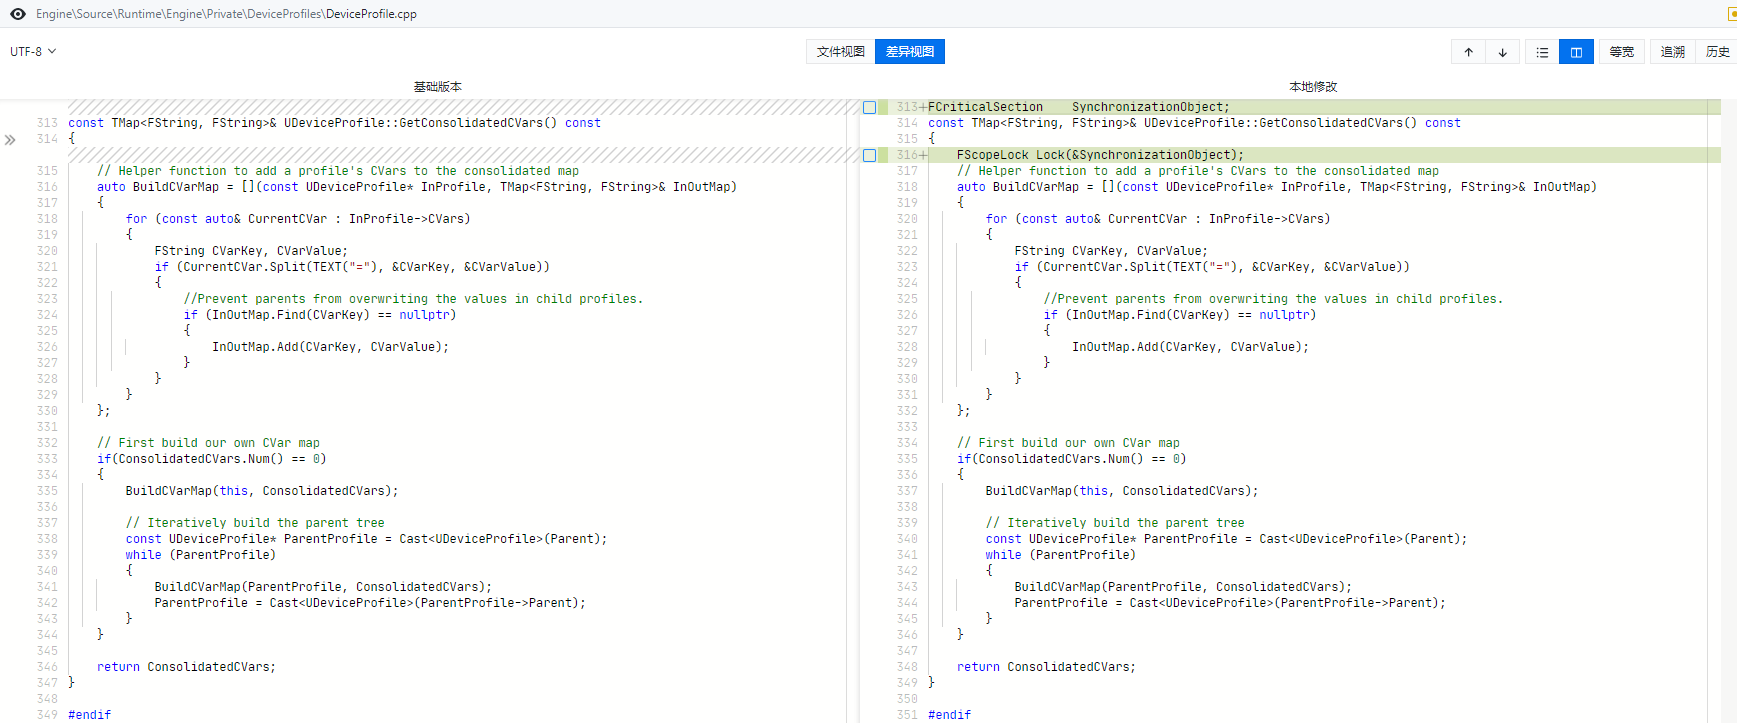 Engine\Source\Runtime\Engine\Private\DeviceProfiles\DeviceProfile.cpp
UTF-8
文件视图 差异视图
等宽 追溯 历史
基础版本
313 const TMap<FString, FString>& UDeviceProfile::GetConsolidatedCVars() const
314 {
315     // Helper function to add a profile's CVars to the consolidated map
316     auto BuildCVarMap = [](const UDeviceProfile* InProfile, TMap<FString, FString>& InOutMap)
317     {
318         for (const auto& CurrentCVar : InProfile->CVars)
319         {
320             FString CVarKey, CVarValue;
321             if (CurrentCVar.Split(TEXT("="), &CVarKey, &CVarValue))
322             {
323                 //Prevent parents from overwriting the values in child profiles.
324                 if (InOutMap.Find(CVarKey) == nullptr)
325                 {
326                     InOutMap.Add(CVarKey, CVarValue);
327                 }
328             }
329         }
330     };
331
332     // First build our own CVar map
333     if(ConsolidatedCVars.Num() == 0)
334     {
335         BuildCVarMap(this, ConsolidatedCVars);
336
337         // Iteratively build the parent tree
338         const UDeviceProfile* ParentProfile = Cast<UDeviceProfile>(Parent);
339         while (ParentProfile)
340         {
341             BuildCVarMap(ParentProfile, ConsolidatedCVars);
342             ParentProfile = Cast<UDeviceProfile>(ParentProfile->Parent);
343         }
344     }
345
346     return ConsolidatedCVars;
347 }
348
349 #endif
本地修改
313+FCriticalSection    SynchronizationObject;
314 const TMap<FString, FString>& UDeviceProfile::GetConsolidatedCVars() const
315 {
316+    FScopeLock Lock(&SynchronizationObject);
317     // Helper function to add a profile's CVars to the consolidated map
318     auto BuildCVarMap = [](const UDeviceProfile* InProfile, TMap<FString, FString>& InOutMap)
319     {
320         for (const auto& CurrentCVar : InProfile->CVars)
321         {
322             FString CVarKey, CVarValue;
323             if (CurrentCVar.Split(TEXT("="), &CVarKey, &CVarValue))
324             {
325                 //Prevent parents from overwriting the values in child profiles.
326                 if (InOutMap.Find(CVarKey) == nullptr)
327                 {
328                     InOutMap.Add(CVarKey, CVarValue);
329                 }
330             }
331         }
332     };
333
334     // First build our own CVar map
335     if(ConsolidatedCVars.Num() == 0)
336     {
337         BuildCVarMap(this, ConsolidatedCVars);
338
339         // Iteratively build the parent tree
340         const UDeviceProfile* ParentProfile = Cast<UDeviceProfile>(Parent);
341         while (ParentProfile)
342         {
343             BuildCVarMap(ParentProfile, ConsolidatedCVars);
344             ParentProfile = Cast<UDeviceProfile>(ParentProfile->Parent);
345         }
346     }
347
348     return ConsolidatedCVars;
349 }
350
351 #endif